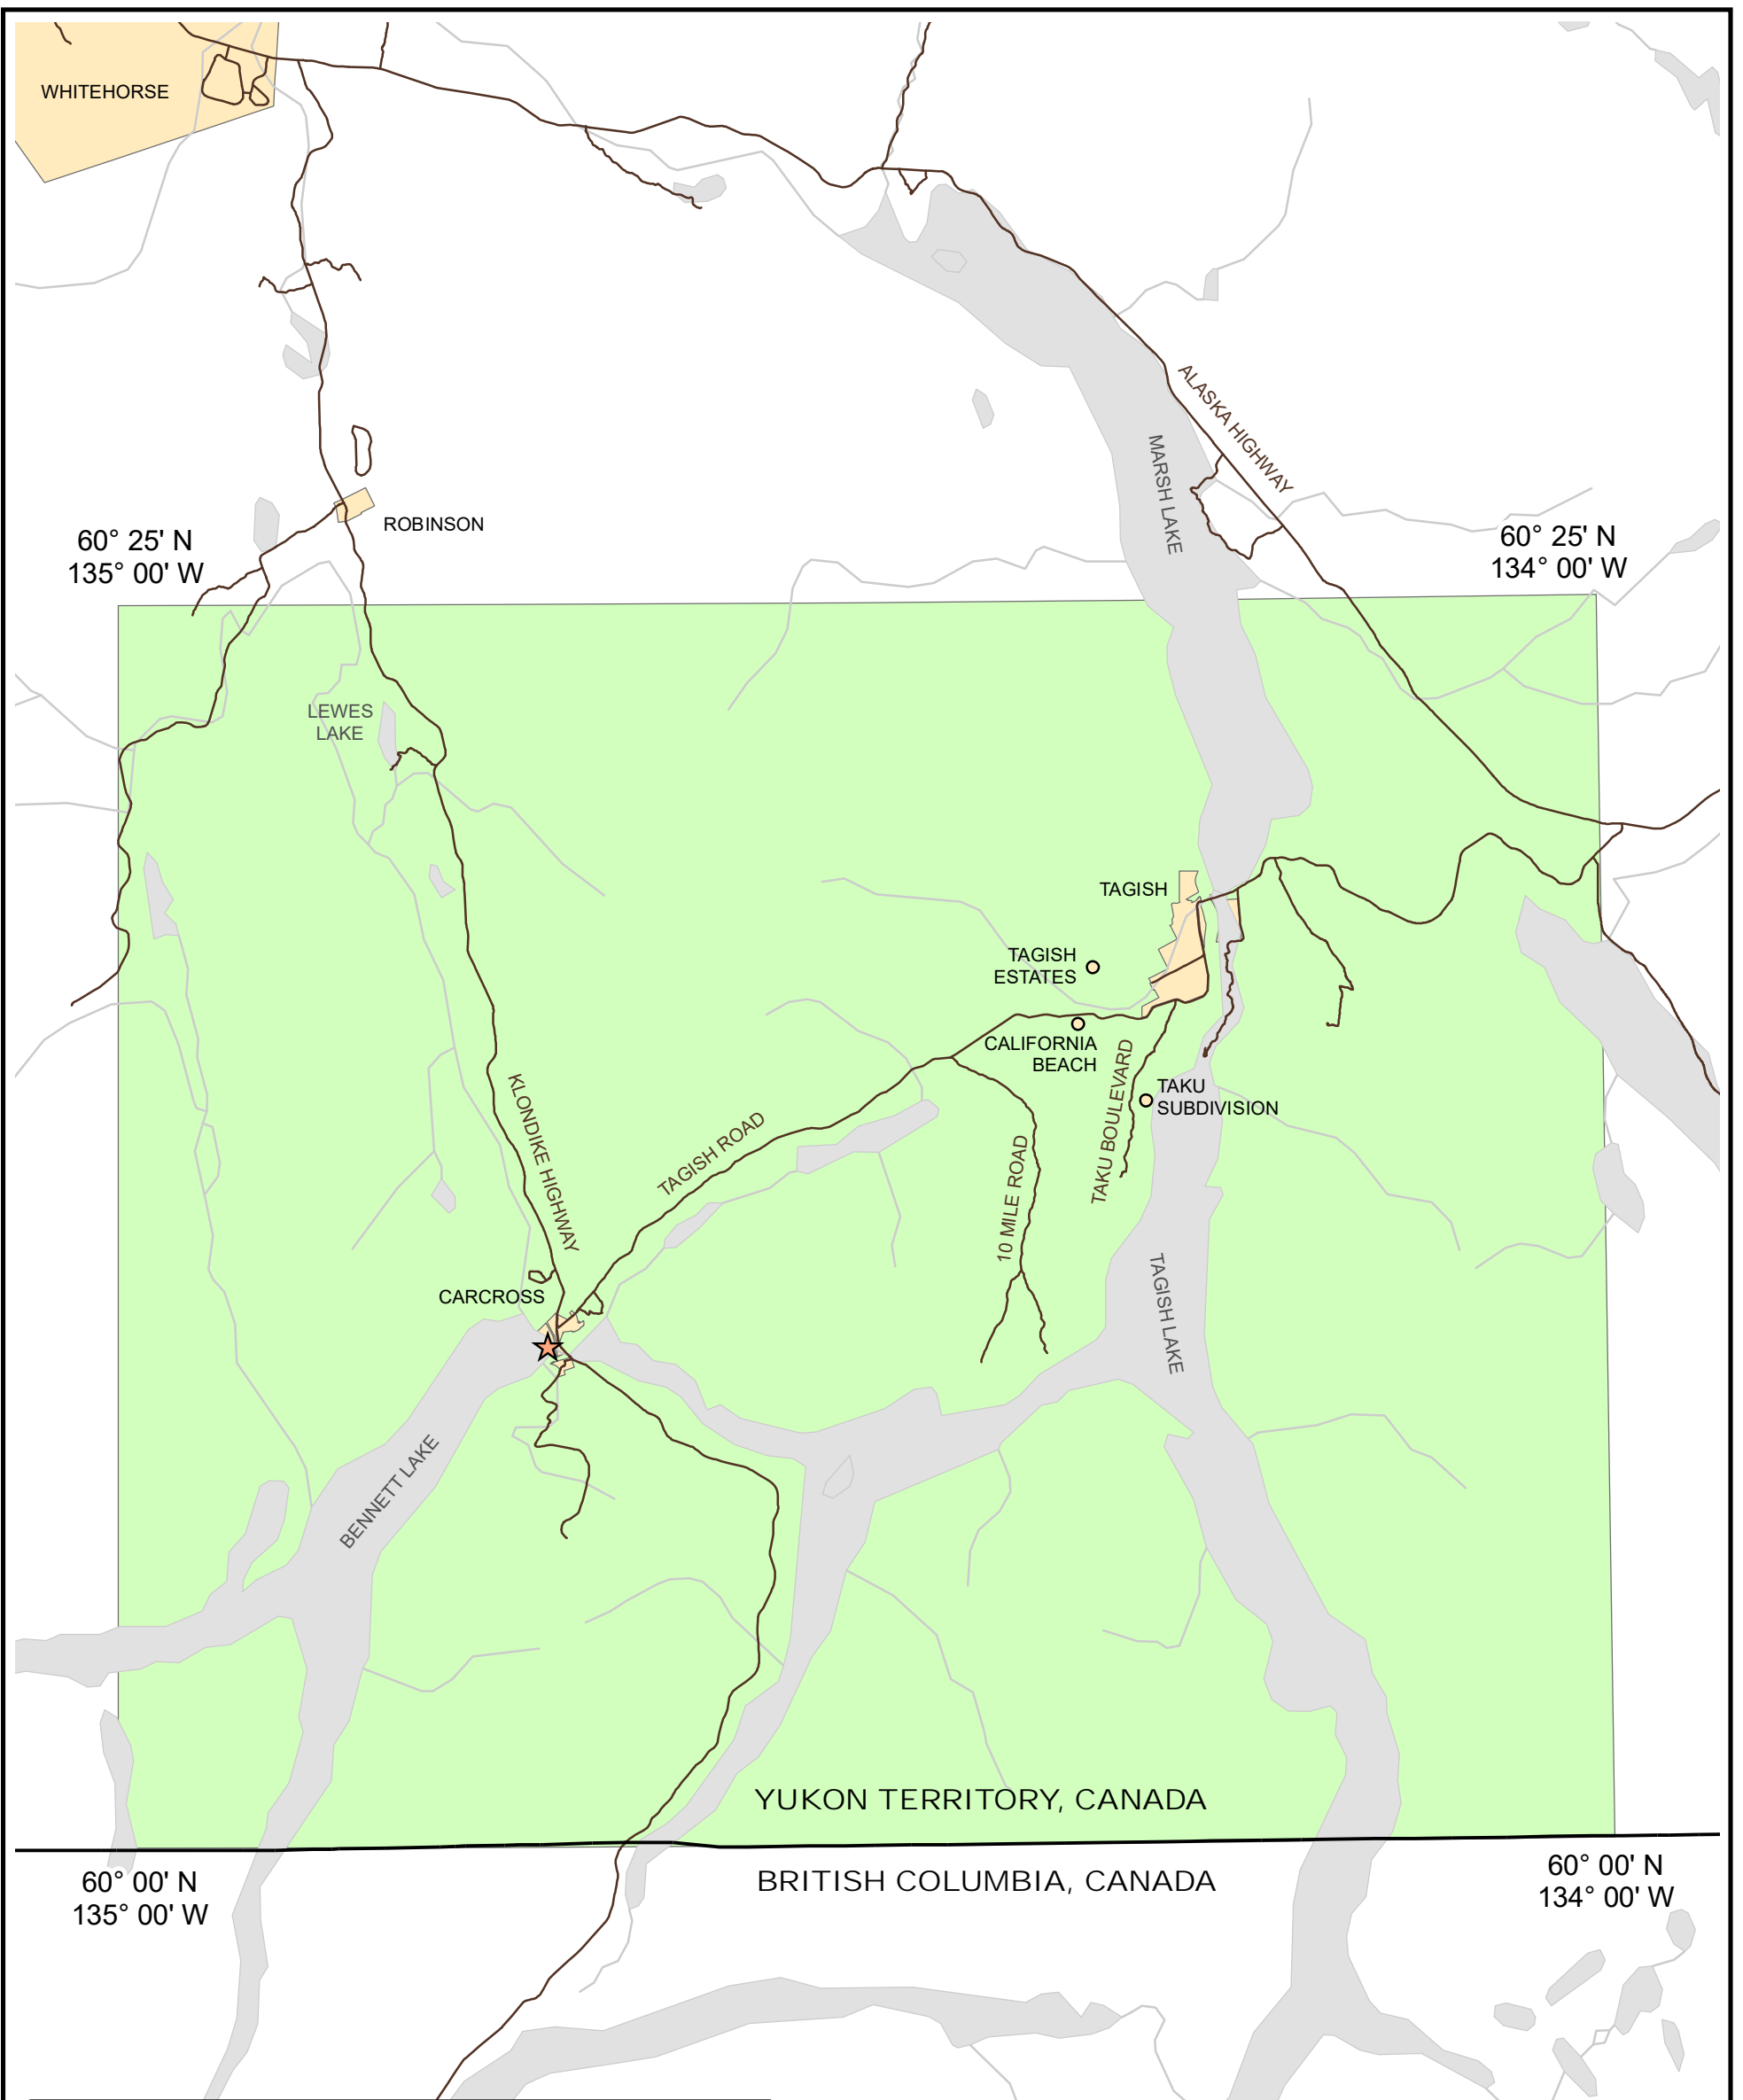 WHITEHORSE
ALASKA HIGHWAY
MARSH LAKE
ROBINSON
60° 25' N
135° 00' W
60° 25' N
134° 00' W
LEWES
LAKE
TAGISH
TAGISH
ESTATES
CALIFORNIA
BEACH
TAKU
SUBDIVISION
KLONDIKE HIGHWAY
TAGISH ROAD
10 MILE ROAD
TAKU BOULEVARD
CARCROSS
TAGISH LAKE
BENNETT LAKE
YUKON TERRITORY, CANADA
BRITISH COLUMBIA, CANADA
60° 00' N
135° 00' W
60° 00' N
134° 00' W